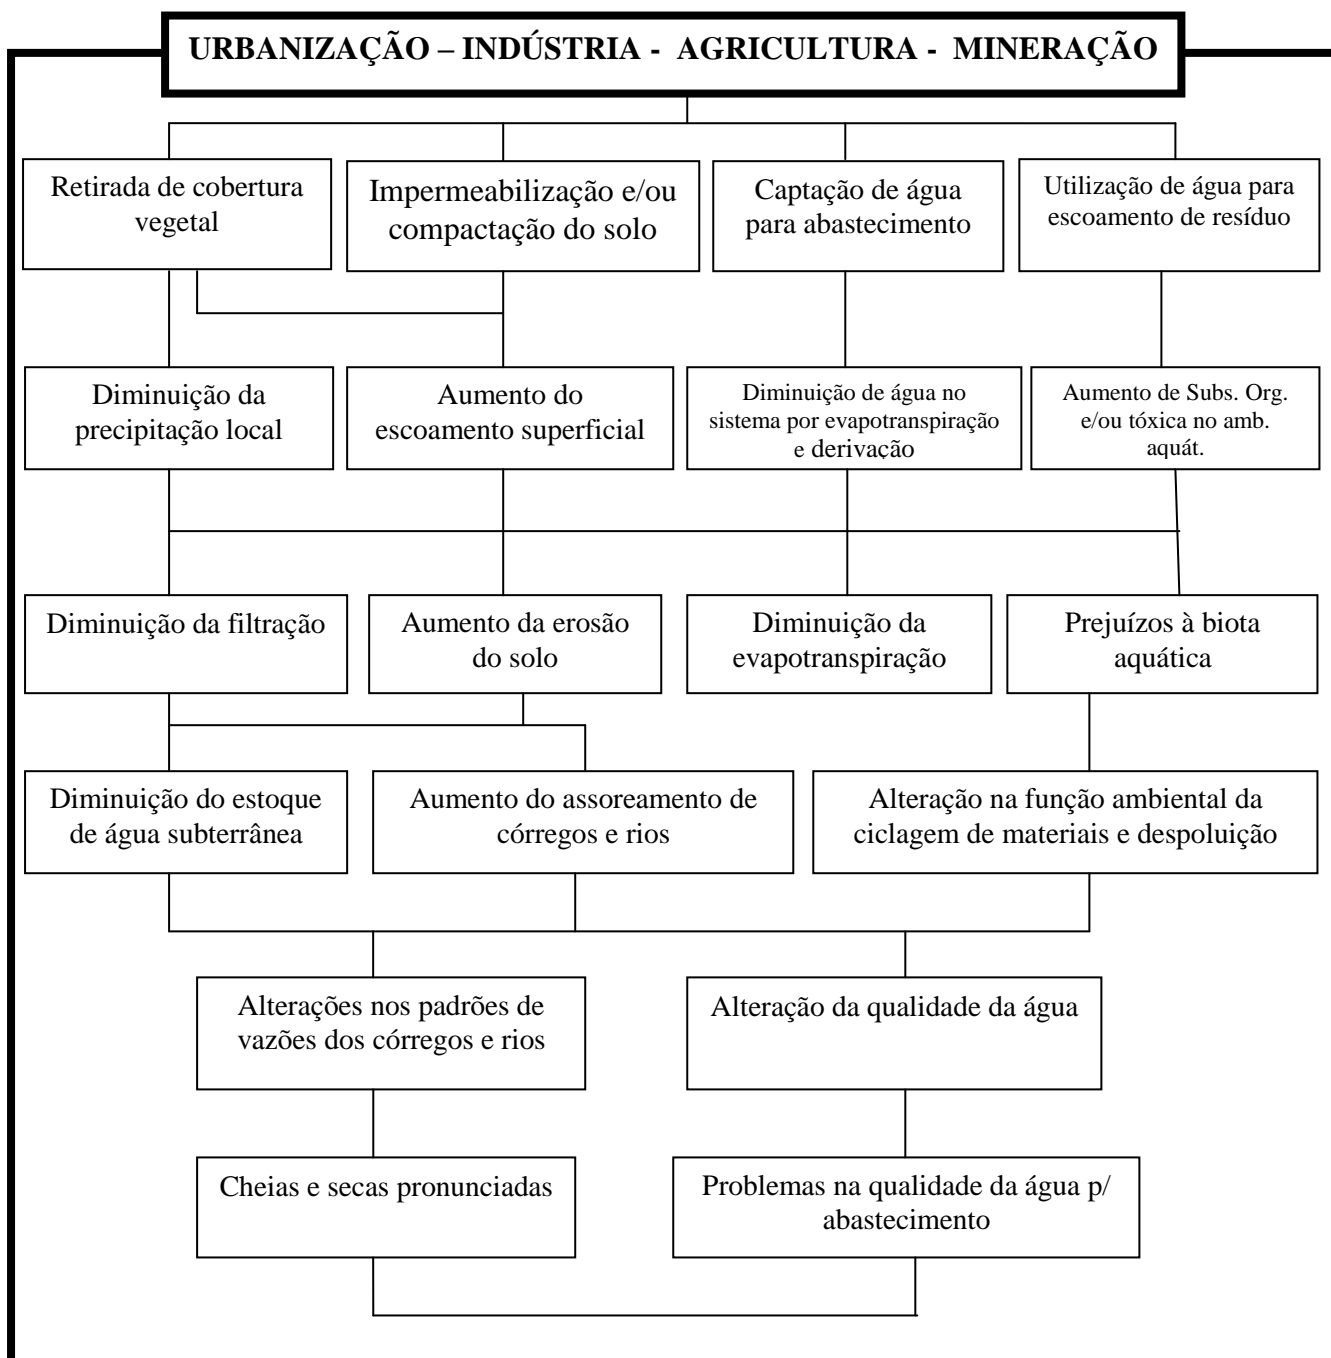 URBANIZAÇÃO – INDÚSTRIA - AGRICULTURA - MINERAÇÃO
Retirada de cobertura
vegetal
Impermeabilização e/ou
compactação do solo
Captação de água
para abastecimento
Utilização de água para
escoamento de resíduo
Diminuição da
precipitação local
Aumento do
escoamento superficial
Diminuição de água no
sistema por evapotranspiração
e derivação
Aumento de Subs. Org.
e/ou tóxica no amb.
aquát.
Diminuição da filtração
Aumento da erosão
do solo
Diminuição da
evapotranspiração
Prejuízos à biota
aquática
Diminuição do estoque
de água subterrânea
Aumento do assoreamento de
córregos e rios
Alteração na função ambiental da
ciclagem de materiais e despoluição
Alterações nos padrões de
vazões dos córregos e rios
Alteração da qualidade da água
Cheias e secas pronunciadas
Problemas na qualidade da água p/
abastecimento